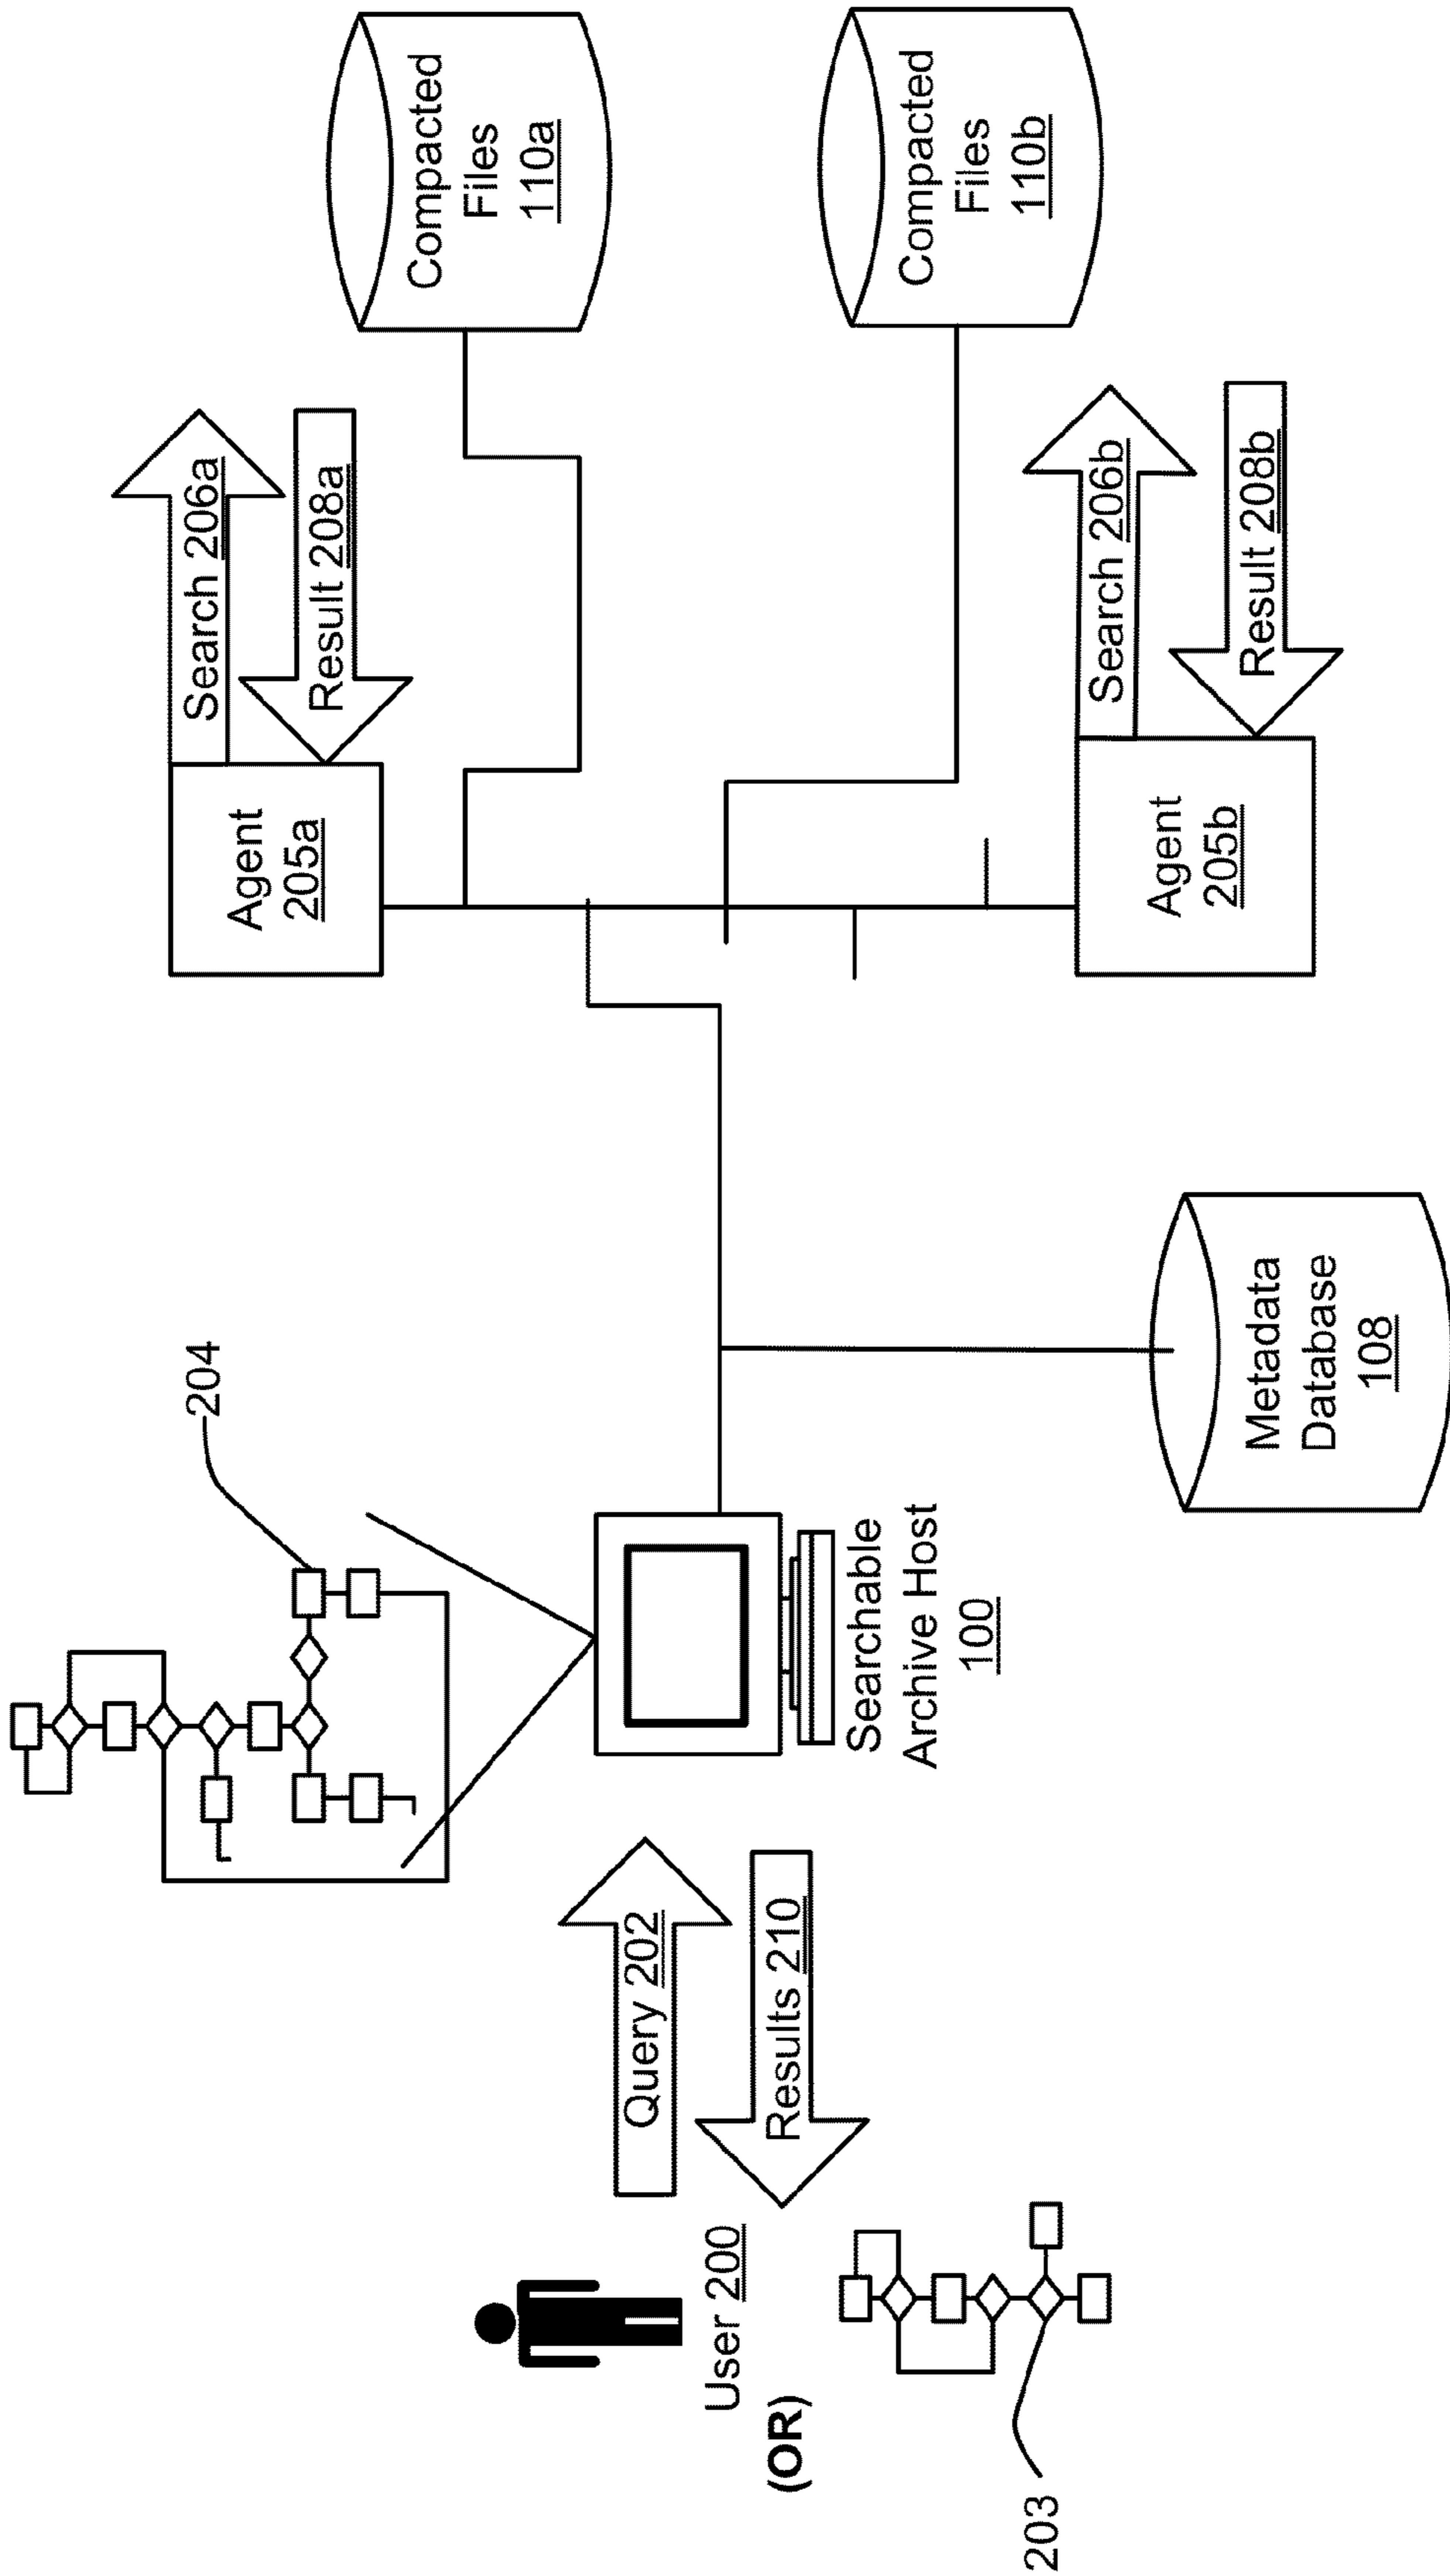 204
Query 202
Results 210
User 200
(OR)
203
Searchable
Archive Host
100
Metadata
Database
108
Agent
205a
Search 206a
Result 208a
Compacted
Files
110a
Compacted
Files
110b
Agent
205b
Search 206b
Result 208b